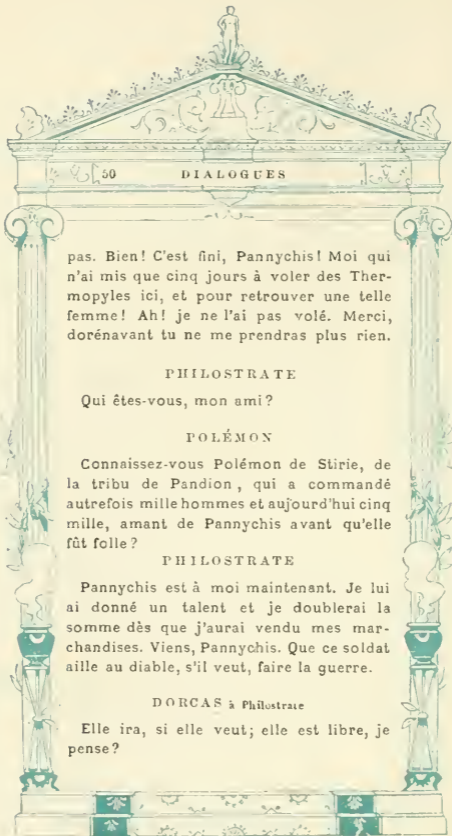 50 DIALOGUES
pas. Bien! C'est fini, Pannychis! Moi qui
n'ai mis que cinq jours à voler des Ther-
mopyles ici, et pour retrouver une telle
femme! Ah! je ne l'ai pas volé. Merci,
dorénavant tu ne me prendras plus rien.
PHILOSTRATE
Qui êtes-vous, mon ami?
POLÉMON
Connaissez-vous Polémon de Stirie, de
la tribu de Pandion, qui a commandé
autrefois mille hommes et aujourd'hui cinq
mille, amant de Pannychis avant qu'elle
fût folle?
PHILOSTRATE
Pannychis est à moi maintenant. Je lui
ai donné un talent et je doublerai la
somme dès que j'aurai vendu mes mar-
chandises. Viens, Pannychis. Que ce soldat
aille au diable, s'il veut, faire la guerre.
DORCAS à Philostrate
Elle ira, si elle veut; elle est libre, je
pense?